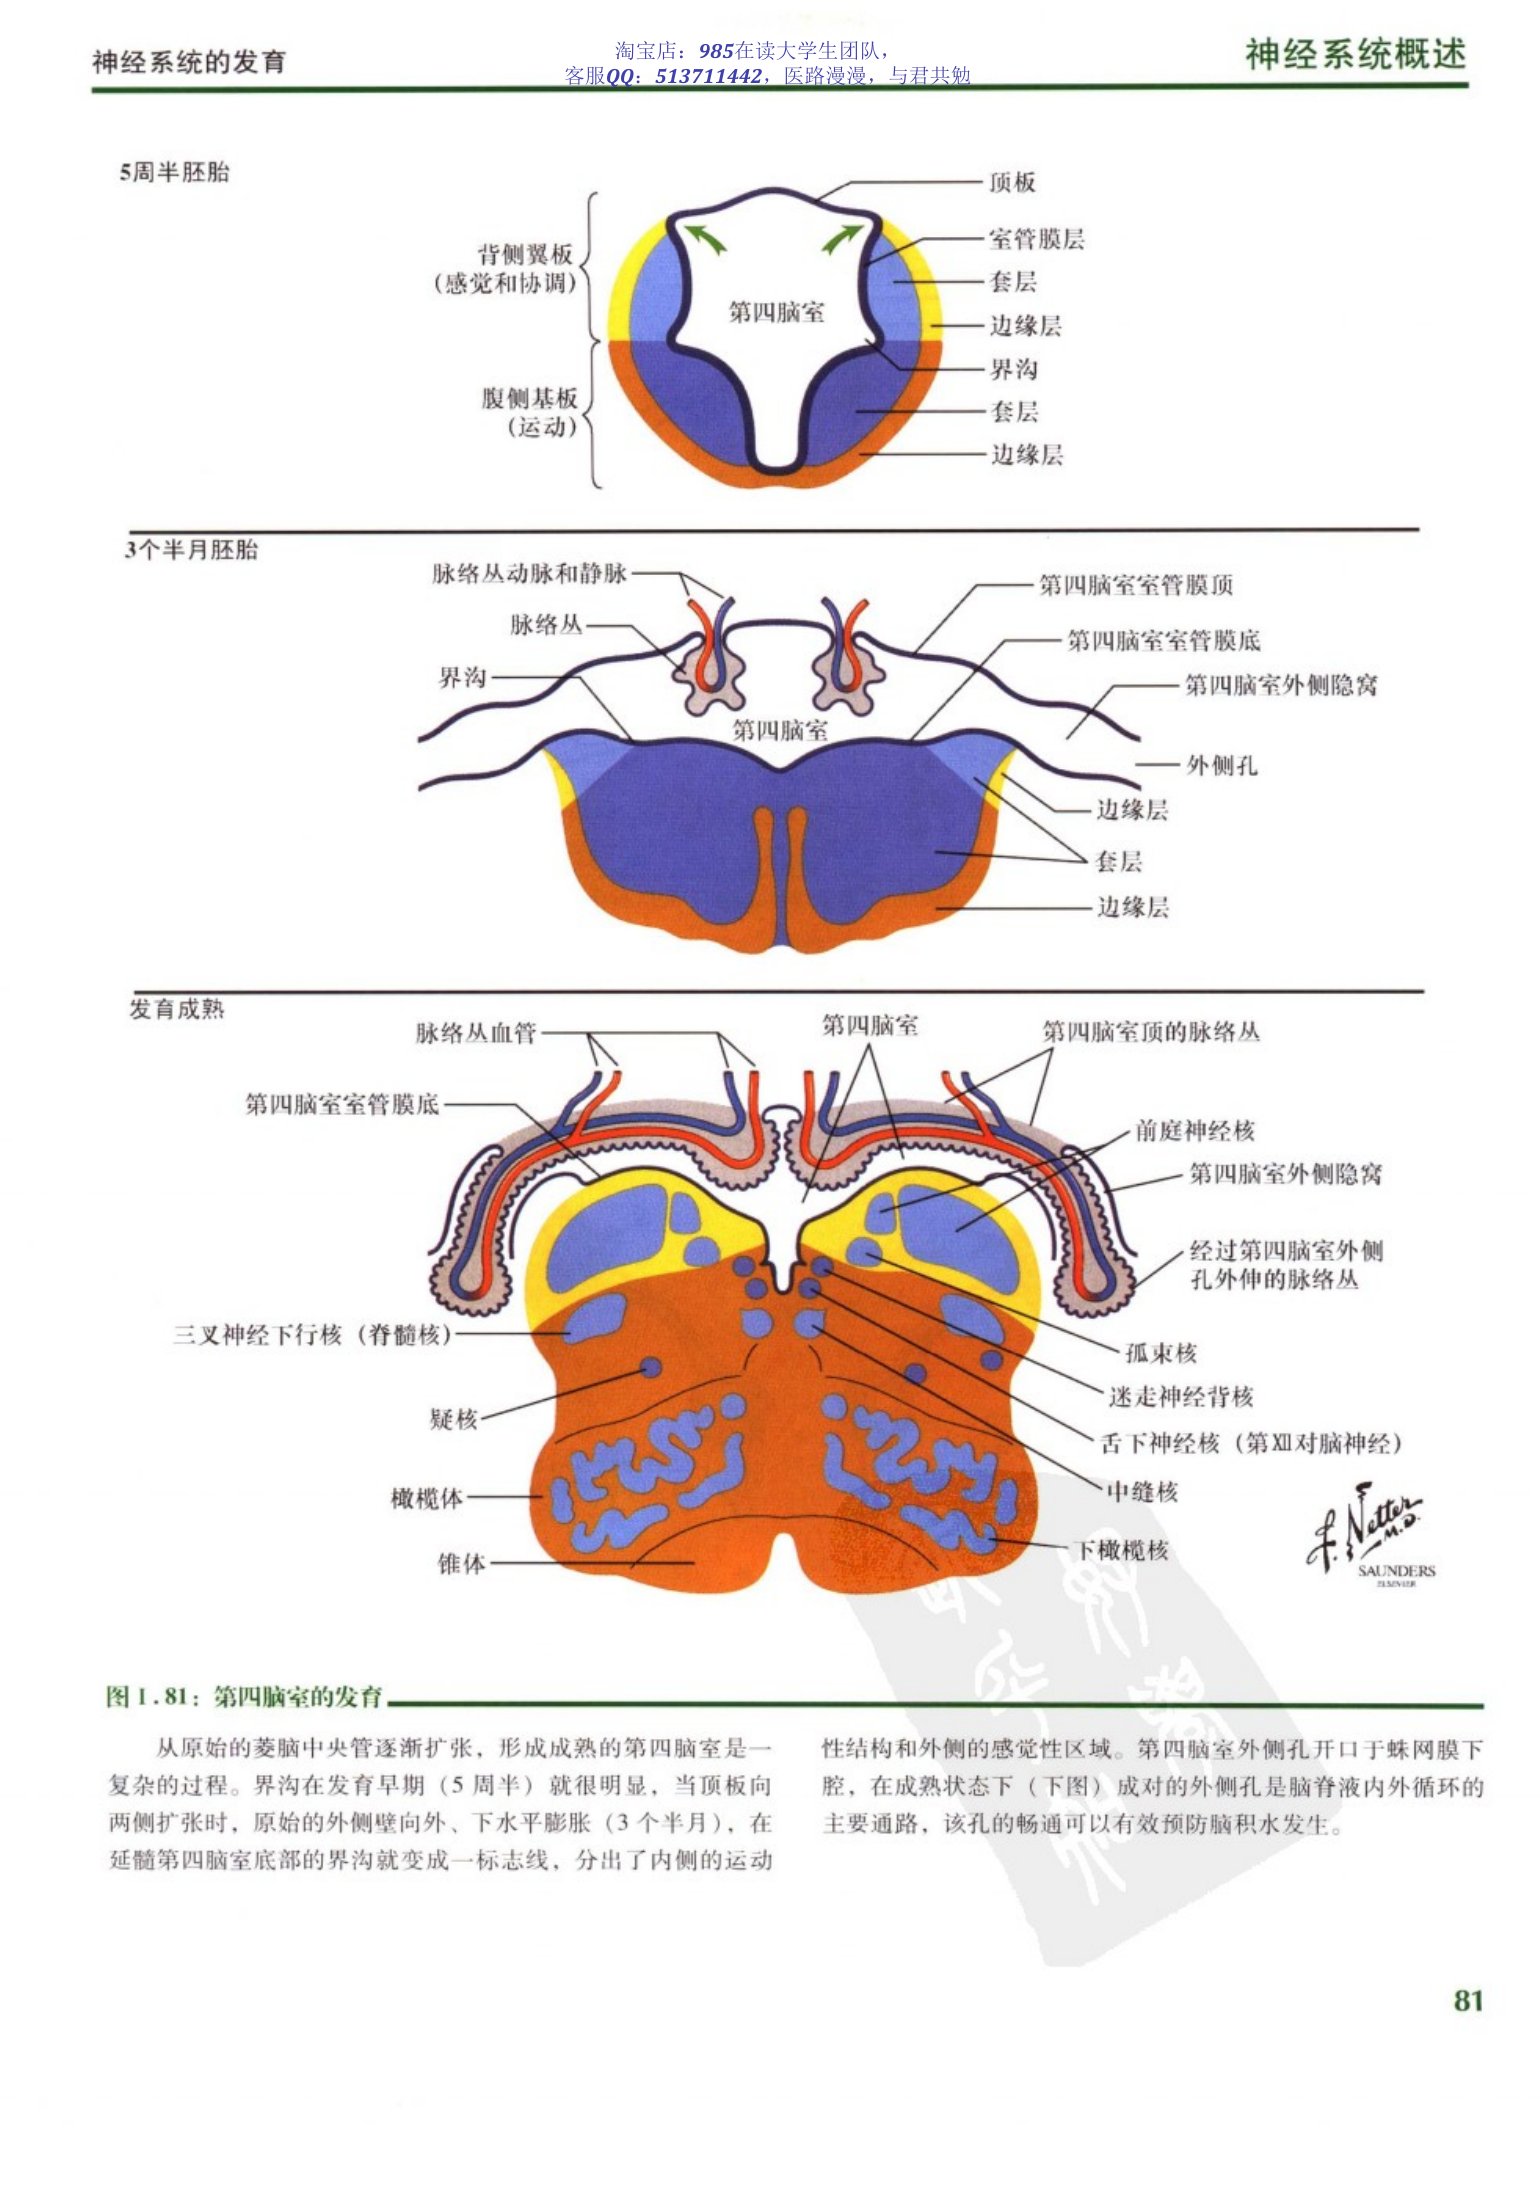 神经系统的发育
淘宝店：985在读大学生团队，
客服QQ：513711442，医路漫漫，与君共勉
神经系统概述
5周半胚胎
顶板
室管膜层
背侧翼板
(感觉和协调)
套层
第四脑室
边缘层
界沟
腹侧基板
(运动)
套层
边缘层
3个半月胚胎
脉络丛动脉和静脉
第四脑室室管膜顶
脉络丛
第四脑室室管膜底
界沟
第四脑室外侧隐窝
第四脑室
外侧孔
边缘层
套层
边缘层
发育成熟
脉络丛血管
第四脑室
第四脑室顶的脉络丛
第四脑室室管膜底
前庭神经核
第四脑室外侧隐窝
经过第四脑室外侧
孔外伸的脉络丛
三叉神经下行核（脊髓核）
孤束核
迷走神经背核
疑核
舌下神经核（第Ⅻ对脑神经）
橄榄体
中缝核
下橄榄核
锥体
F. Netter
M.D.
SAUNDERS
ELSEVIER
图 I.81：第四脑室的发育
从原始的菱脑中央管逐渐扩张，形成成熟的第四脑室是一
复杂的过程。界沟在发育早期（5 周半）就很明显，当顶板向
两侧扩张时，原始的外侧壁向外、下水平膨胀（3 个半月），在
延髓第四脑室底部的界沟就变成一标志线，分出了内侧的运动
性结构和外侧的感觉性区域。第四脑室外侧孔开口于蛛网膜下
腔，在成熟状态下（下图）成对的外侧孔是脑脊液内外循环的
主要通路，该孔的畅通可以有效预防脑积水发生。
81